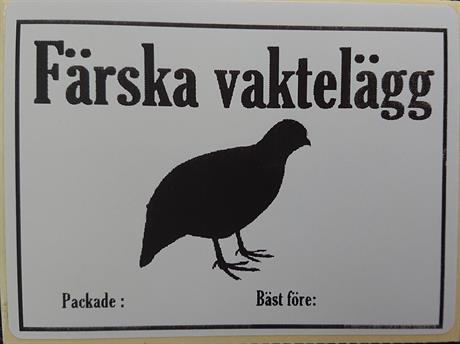 Färska vaktelägg
Packade : Bäst före: